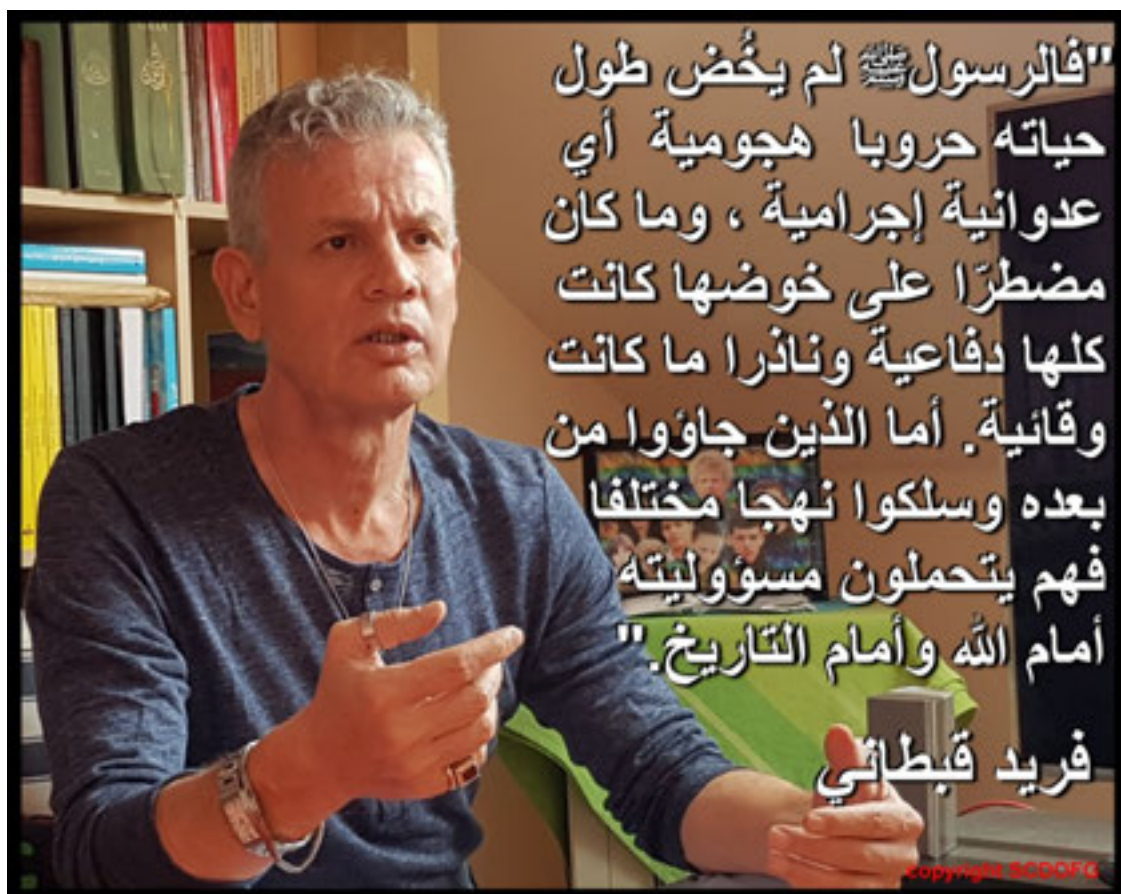 "فالرسولﷺ لم يخُض طول
حياته حروبا هجومية أي
عدوانية إجرامية ، وما كان
مضطرّا على خوضها كانت
كلها دفاعية وناذرا ما كانت
وقائية. أما الذين جاؤوا من
بعده وسلكوا نهجا مختلفا
فهم يتحملون مسؤوليته
أمام الله وأمام التاريخ."
فريد قبطاني
copyright SCDOFG